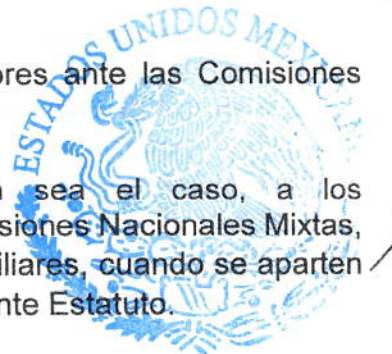 ores ante las Comisiones
sea el caso, a los
siones Nacionales Mixtas,
iliares, cuando se aparten
nte Estatuto.
ESTADOS UNIDOS MEXICAN